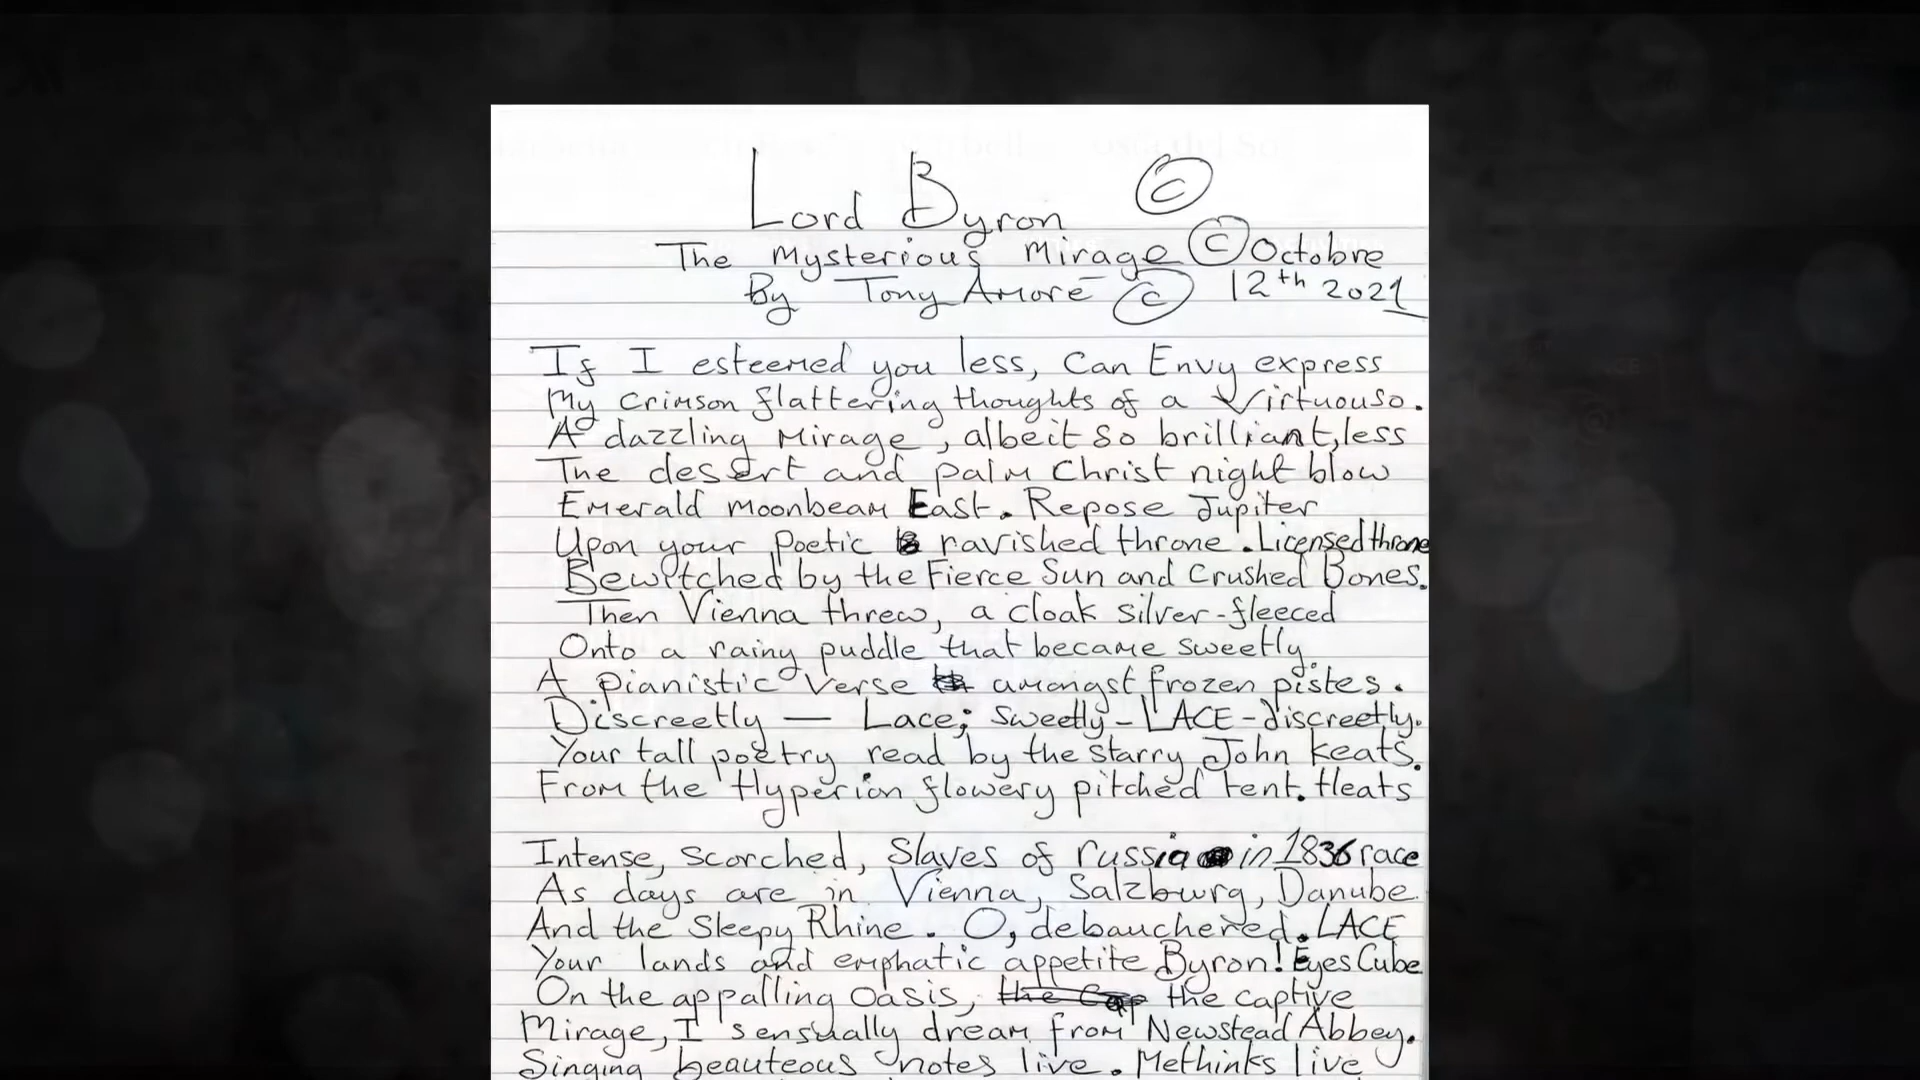 Lord Byron ©
The Mysterious Mirage © Octobre
By Tony Amore © 12th 2021
If I esteemed you less, Can Envy express
My Crimson flattering thoughts of a Virtuouso.
A dazzling Mirage, albeit so brilliant, less
The desert and palm Christ night blow
Emerald moonbeam East. Repose Jupiter
Upon your Poetic ravished throne. Licensed throne
Bewitched by the Fierce Sun and Crushed Bones.
Then Vienna threw, a cloak silver-fleeced
Onto a rainy puddle that became sweetly.
A pianistic Verse amongst frozen pistes.
Discreetly — Lace; Sweetly - LACE - discreetly.
Your tall poetry read by the starry John Keats.
From the Hyperion flowery pitched tent. Heats
Intense, scorched, Slaves of russia in 1836 race
As days are in Vienna, Salzburg, Danube
And the Sleepy Rhine. O, debauchered. LACE
Your lands and emphatic appetite Byron! Eyes Cube
On the appalling Oasis, the captive
Mirage, I sensually dream from Newstead Abbey.
Singing beauteous notes live. Methinks live